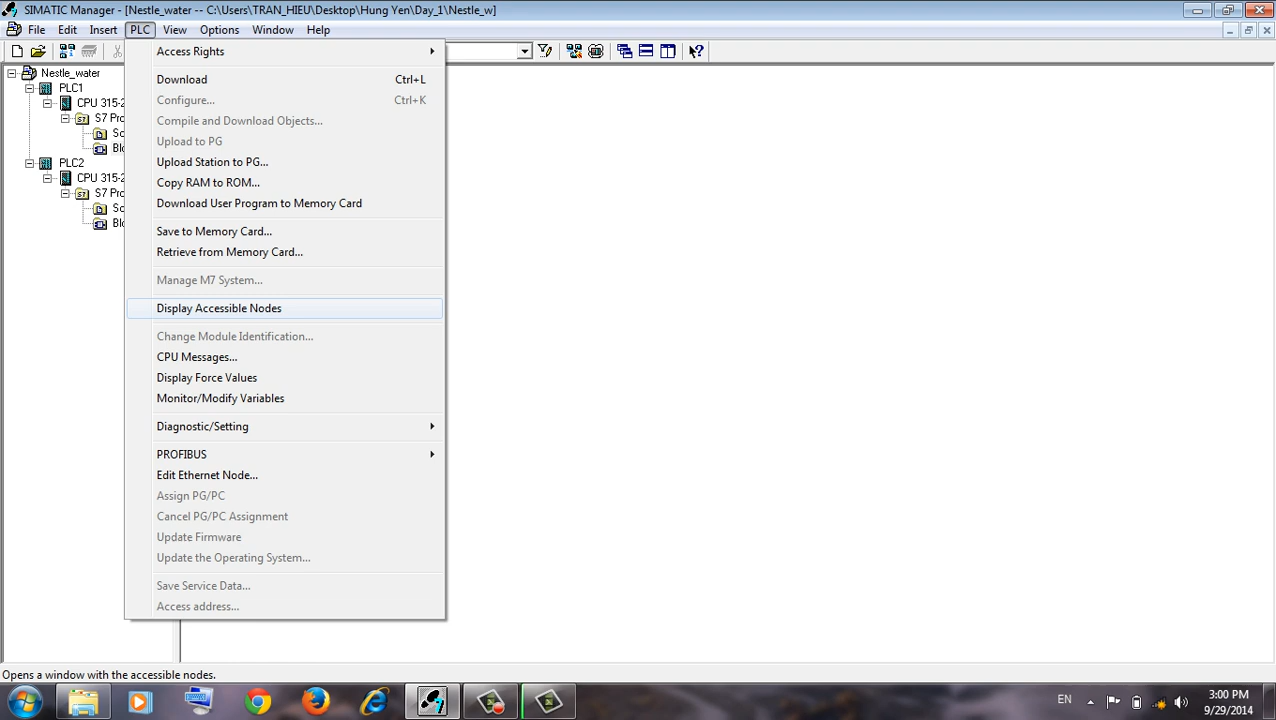 SIMATIC Manager - [Nestle_water -- C:\Users\TRAN_HIEU\Desktop\Hung Yen\Day_1\Nestle_w]
File Edit Insert PLC View Options Window Help
Nestle_water
PLC1
CPU 315-2
S7 Pro
So
Blo
PLC2
CPU 315-2
S7 Pro
So
Blo
Access Rights
Download Ctrl+L
Configure... Ctrl+K
Compile and Download Objects...
Upload to PG
Upload Station to PG...
Copy RAM to ROM...
Download User Program to Memory Card
Save to Memory Card...
Retrieve from Memory Card...
Manage M7 System...
Display Accessible Nodes
Change Module Identification...
CPU Messages...
Display Force Values
Monitor/Modify Variables
Diagnostic/Setting
PROFIBUS
Edit Ethernet Node...
Assign PG/PC
Cancel PG/PC Assignment
Update Firmware
Update the Operating System...
Save Service Data...
Access address...
Opens a window with the accessible nodes.
EN
3:00 PM
9/29/2014